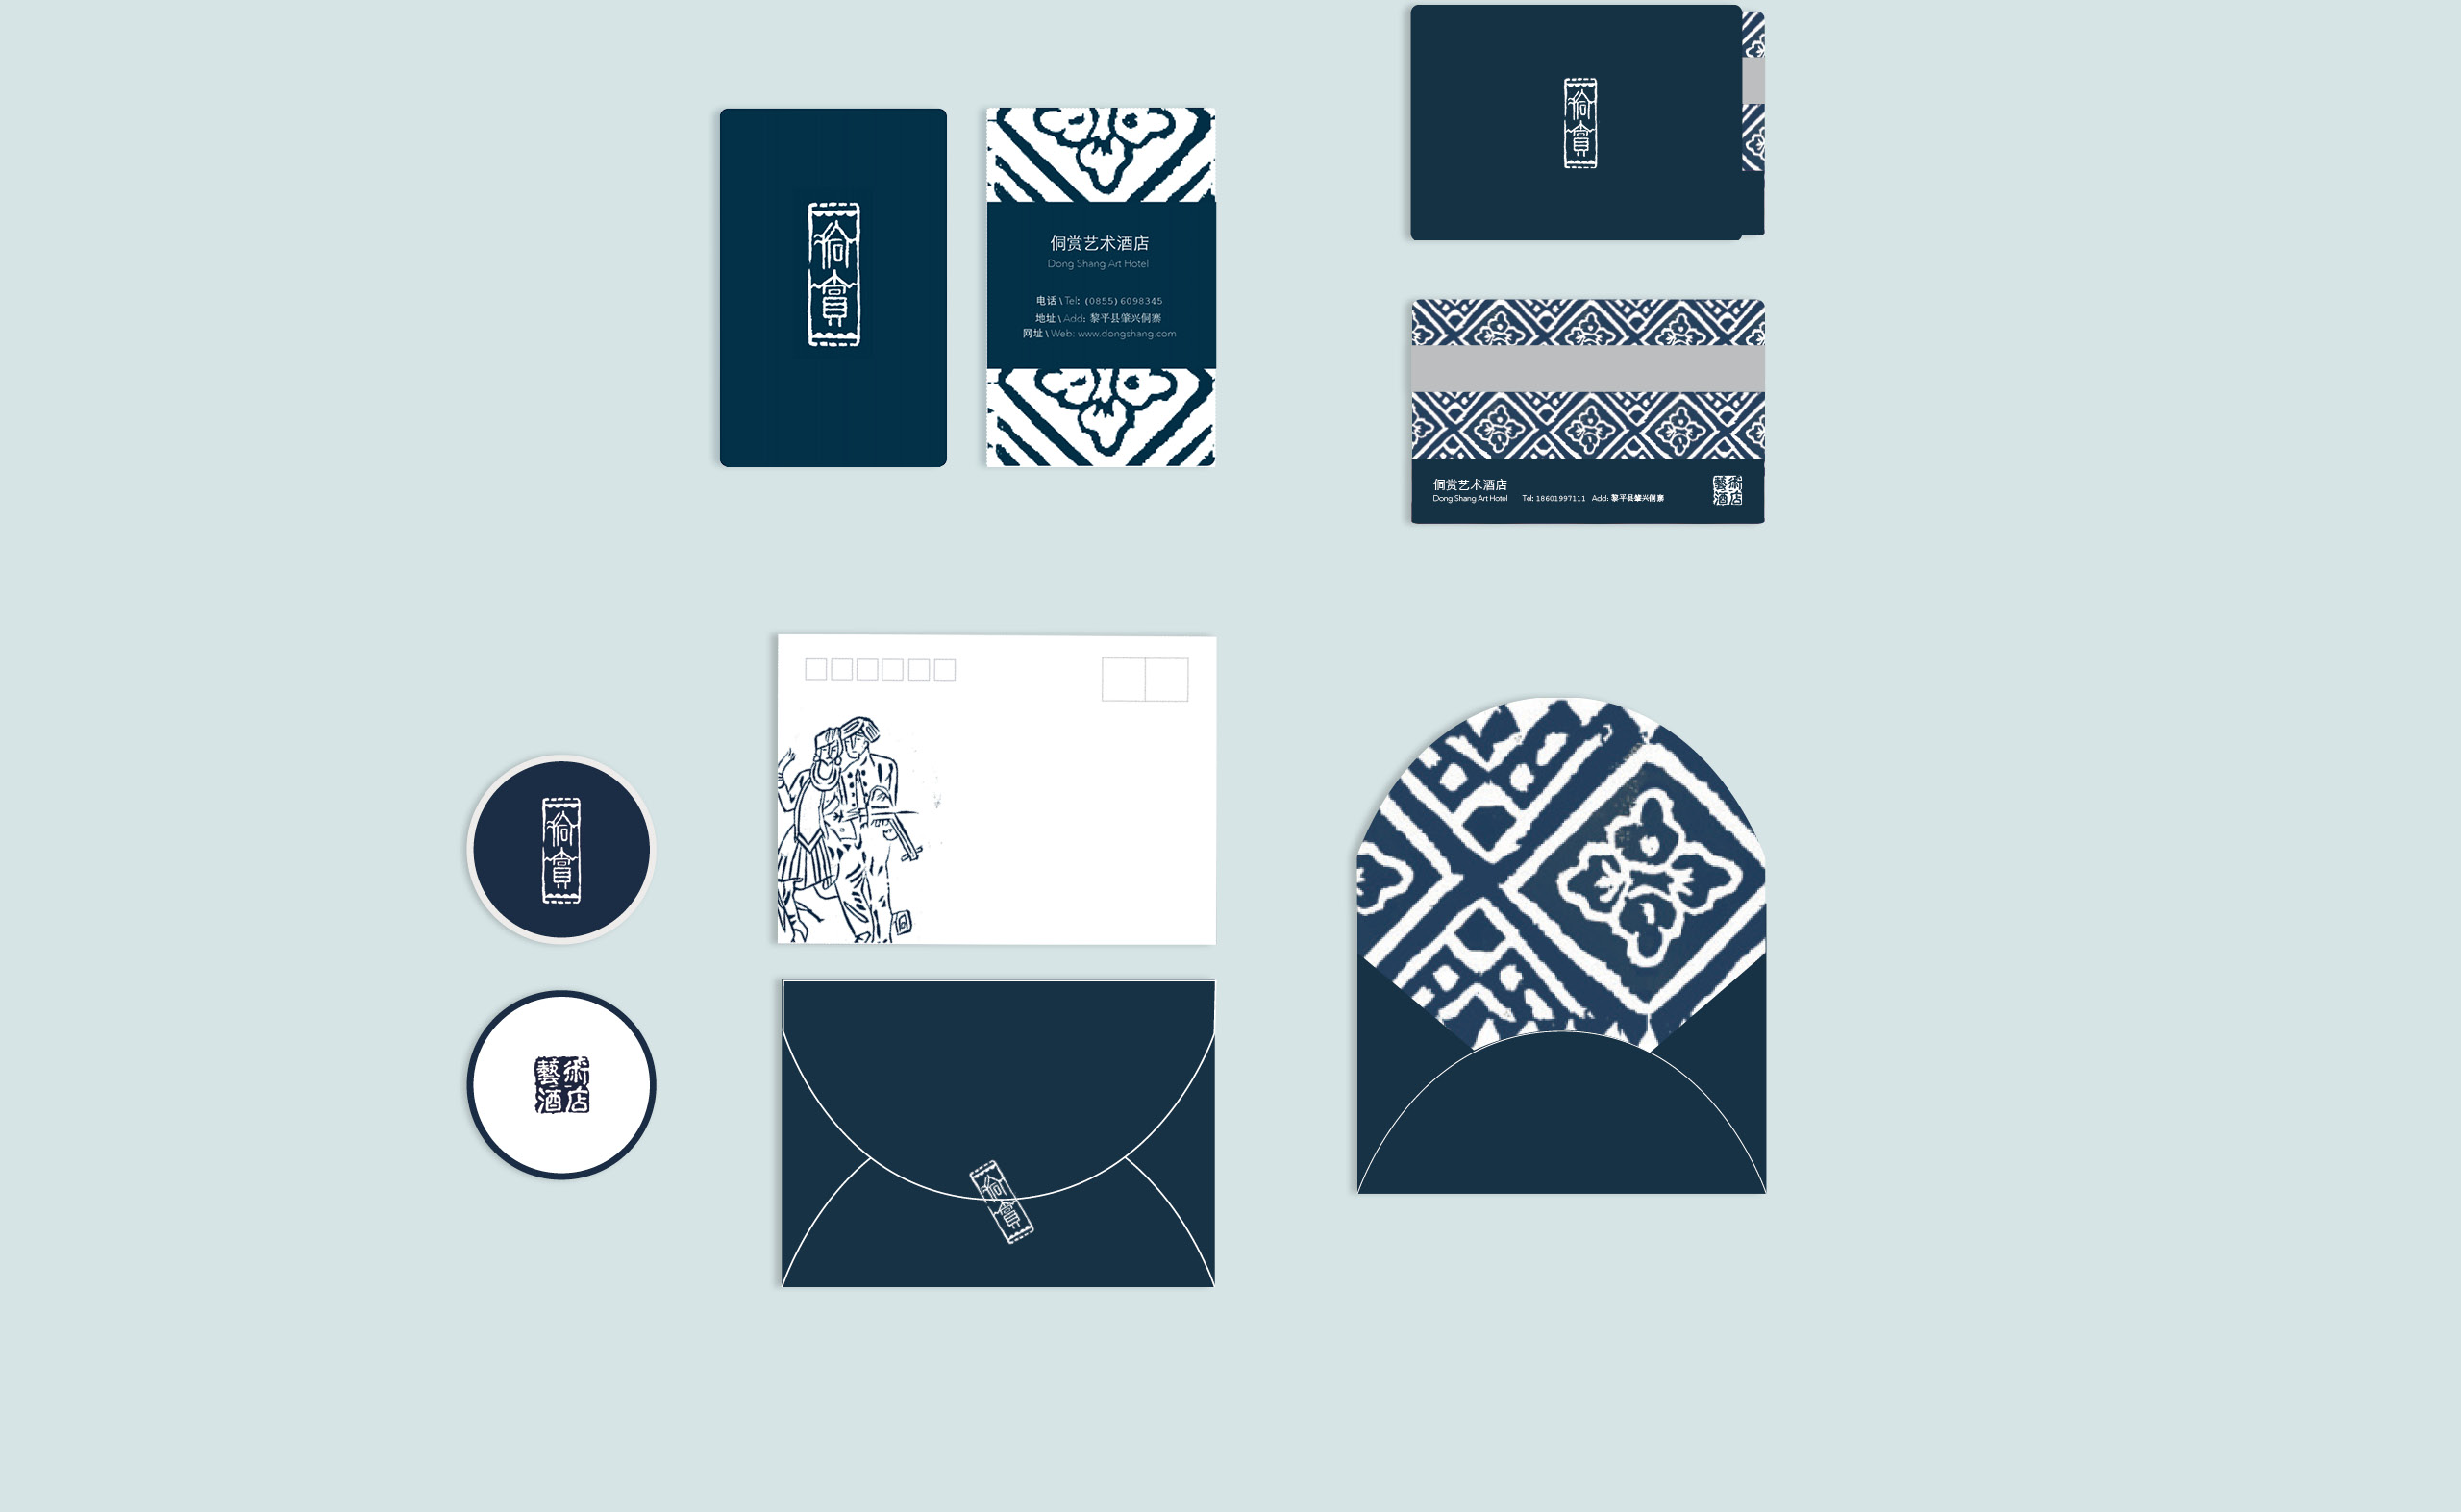 侗赏
侗赏艺术酒店
Dong Shang Art Hotel
电话 \ Tel: (0855) 6098345
地址 \ Add: 黎平县肇兴侗寨
网址 \ Web: www.dongshang.com
侗賞
侗赏艺术酒店
Dong Shang Art Hotel Tel: 18601997111 Add: 黎平县肇兴侗寨
藝術
酒店
侗賞
藝術
酒店
侗賞